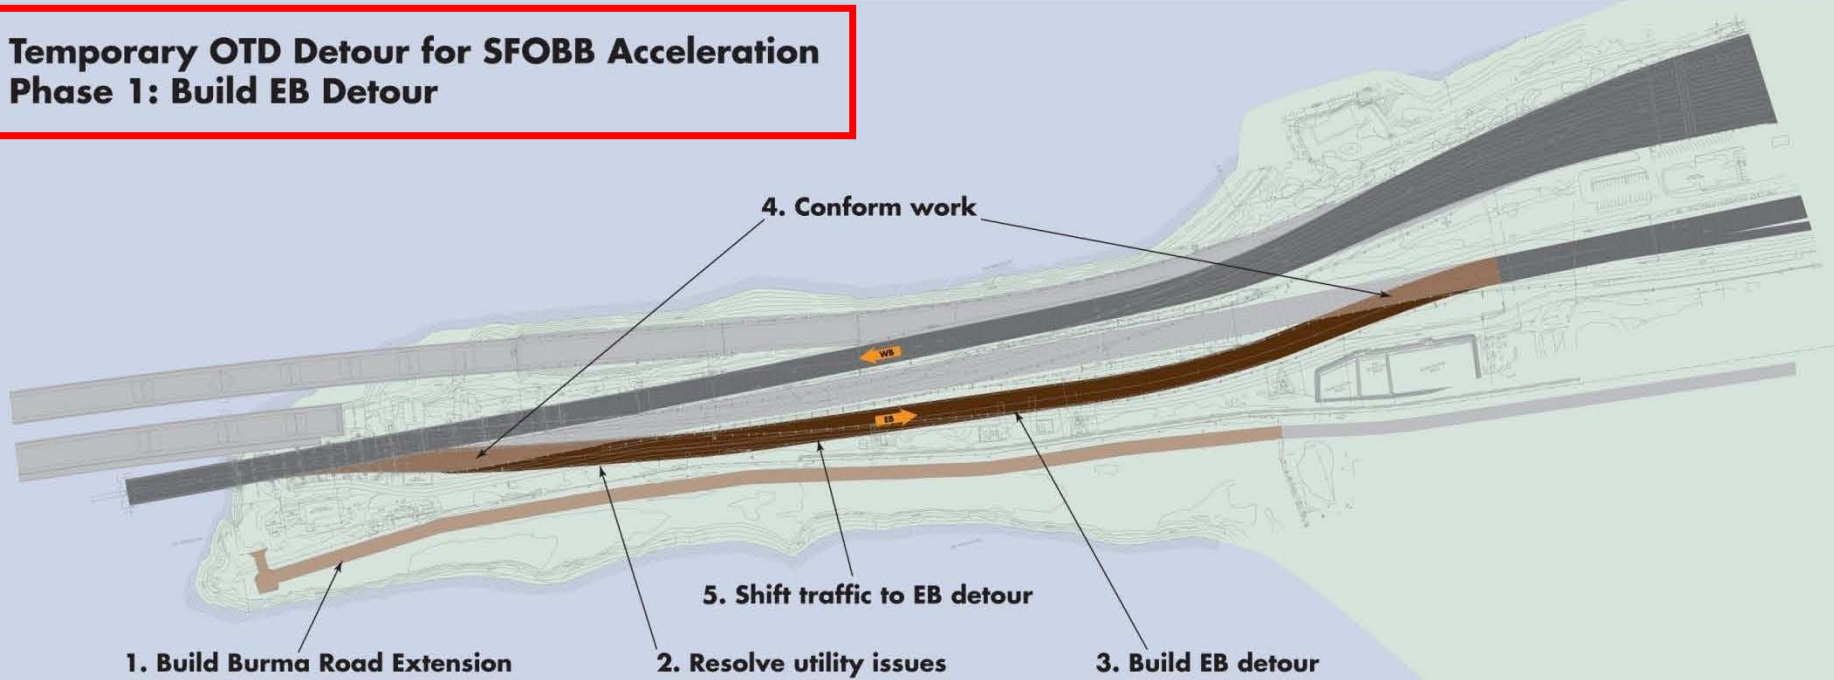 Temporary OTD Detour for SFOBB Acceleration
Phase 1: Build EB Detour
4. Conform work
WB
EB
5. Shift traffic to EB detour
1. Build Burma Road Extension
2. Resolve utility issues
3. Build EB detour